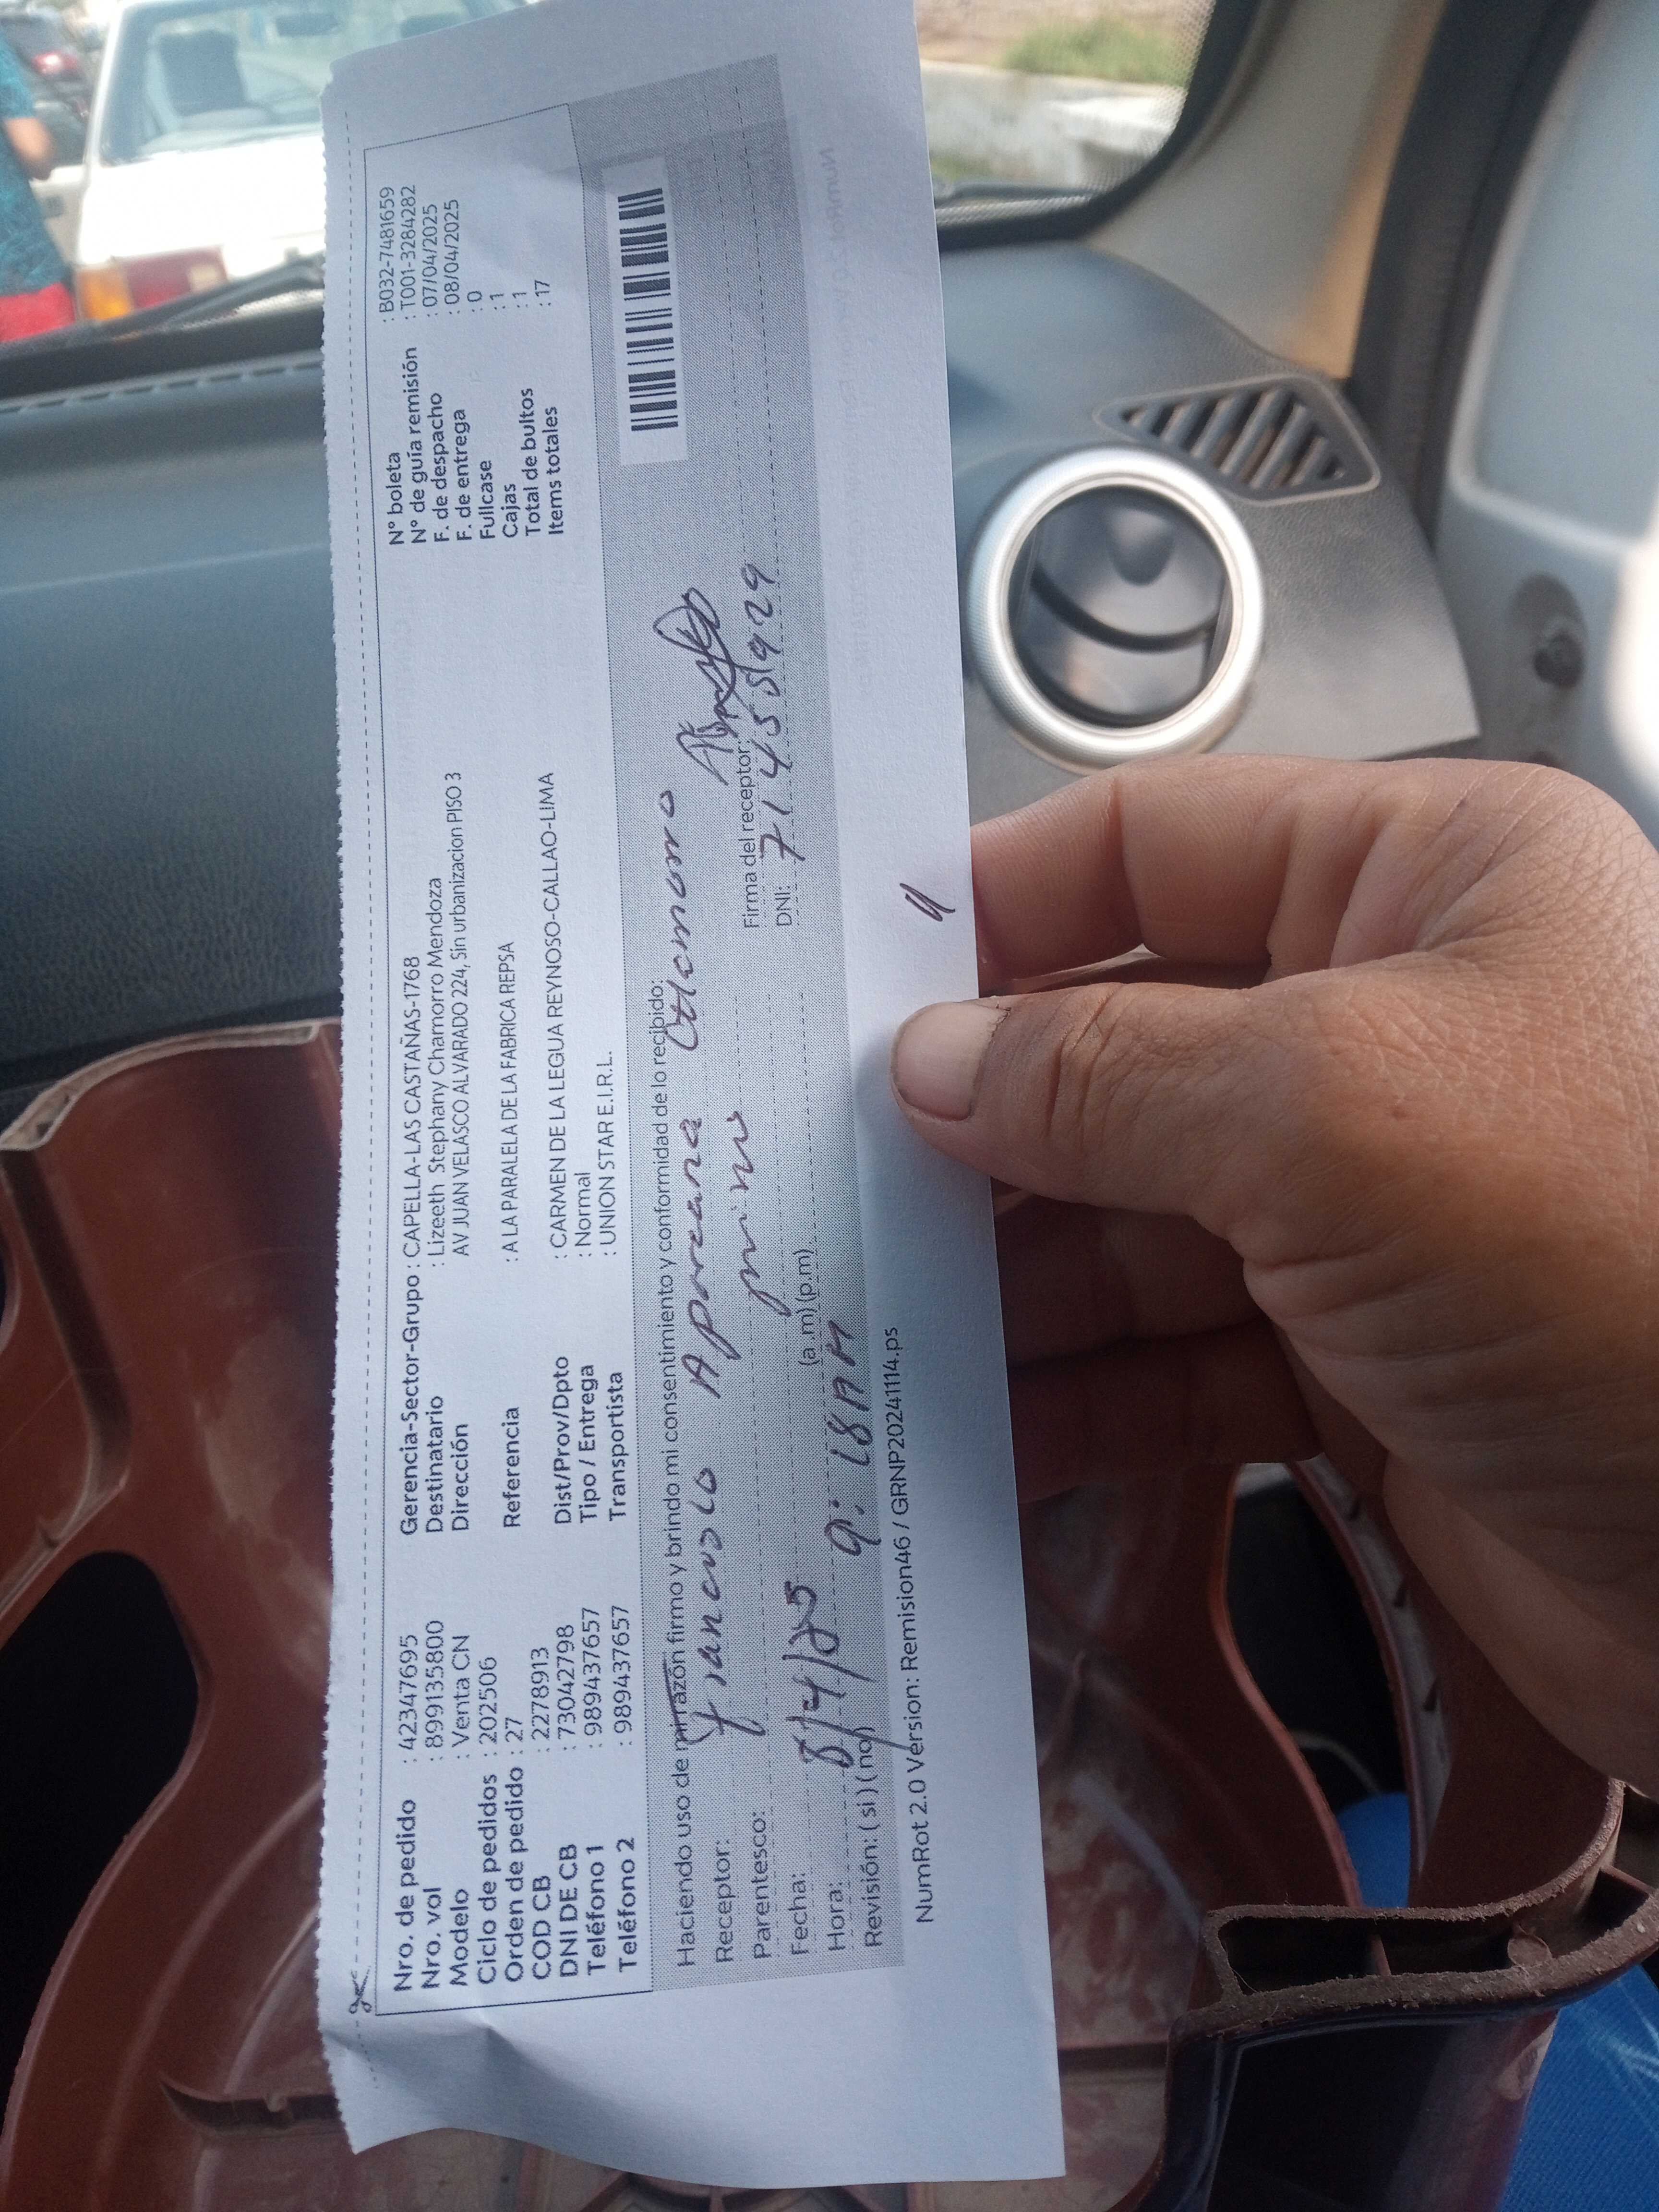 Nro. de pedido : 42347695
Nro. vol : 899135800
Modelo : Venta CN
Ciclo de pedidos : 202506
Orden de pedido : 27
COD CB : 2278913
DNI DE CB : 73042798
Teléfono 1 : 989437657
Teléfono 2 : 989437657
Gerencia-Sector-Grupo : CAPELLA-LAS CASTAÑAS-1768
Destinatario : Lizeeth Stephany Chamorro Mendoza
Dirección AV JUAN VELASCO ALVARADO 224, Sin urbanizacion PISO 3
Referencia : A LA PARALELA DE LA FABRICA REPSA
Dist/Prov/Dpto : CARMEN DE LA LEGUA REYNOSO-CALLAO-LIMA
Tipo / Entrega : Normal
Transportista : UNION STAR E.I.R.L.
N° boleta : B032-7481659
N° de guía remisión : T001-3284282
F. de despacho : 07/04/2025
F. de entrega : 08/04/2025
Fullcase : 0
Cajas : 1
Total de bultos : 1
Items totales : 17
Haciendo uso de mi razón firmo y brindo mi consentimiento y conformidad de lo recibido:
Receptor:
Parentesco:
Firma del receptor:
Fecha: 8/4/25
DNI: 71455929
Hora: 9:18 AM (a .m) (p.m)
Revisión: ( si ) ( no )
NumRot 2.0 Version: Remision46 / GRNP20241114.ps